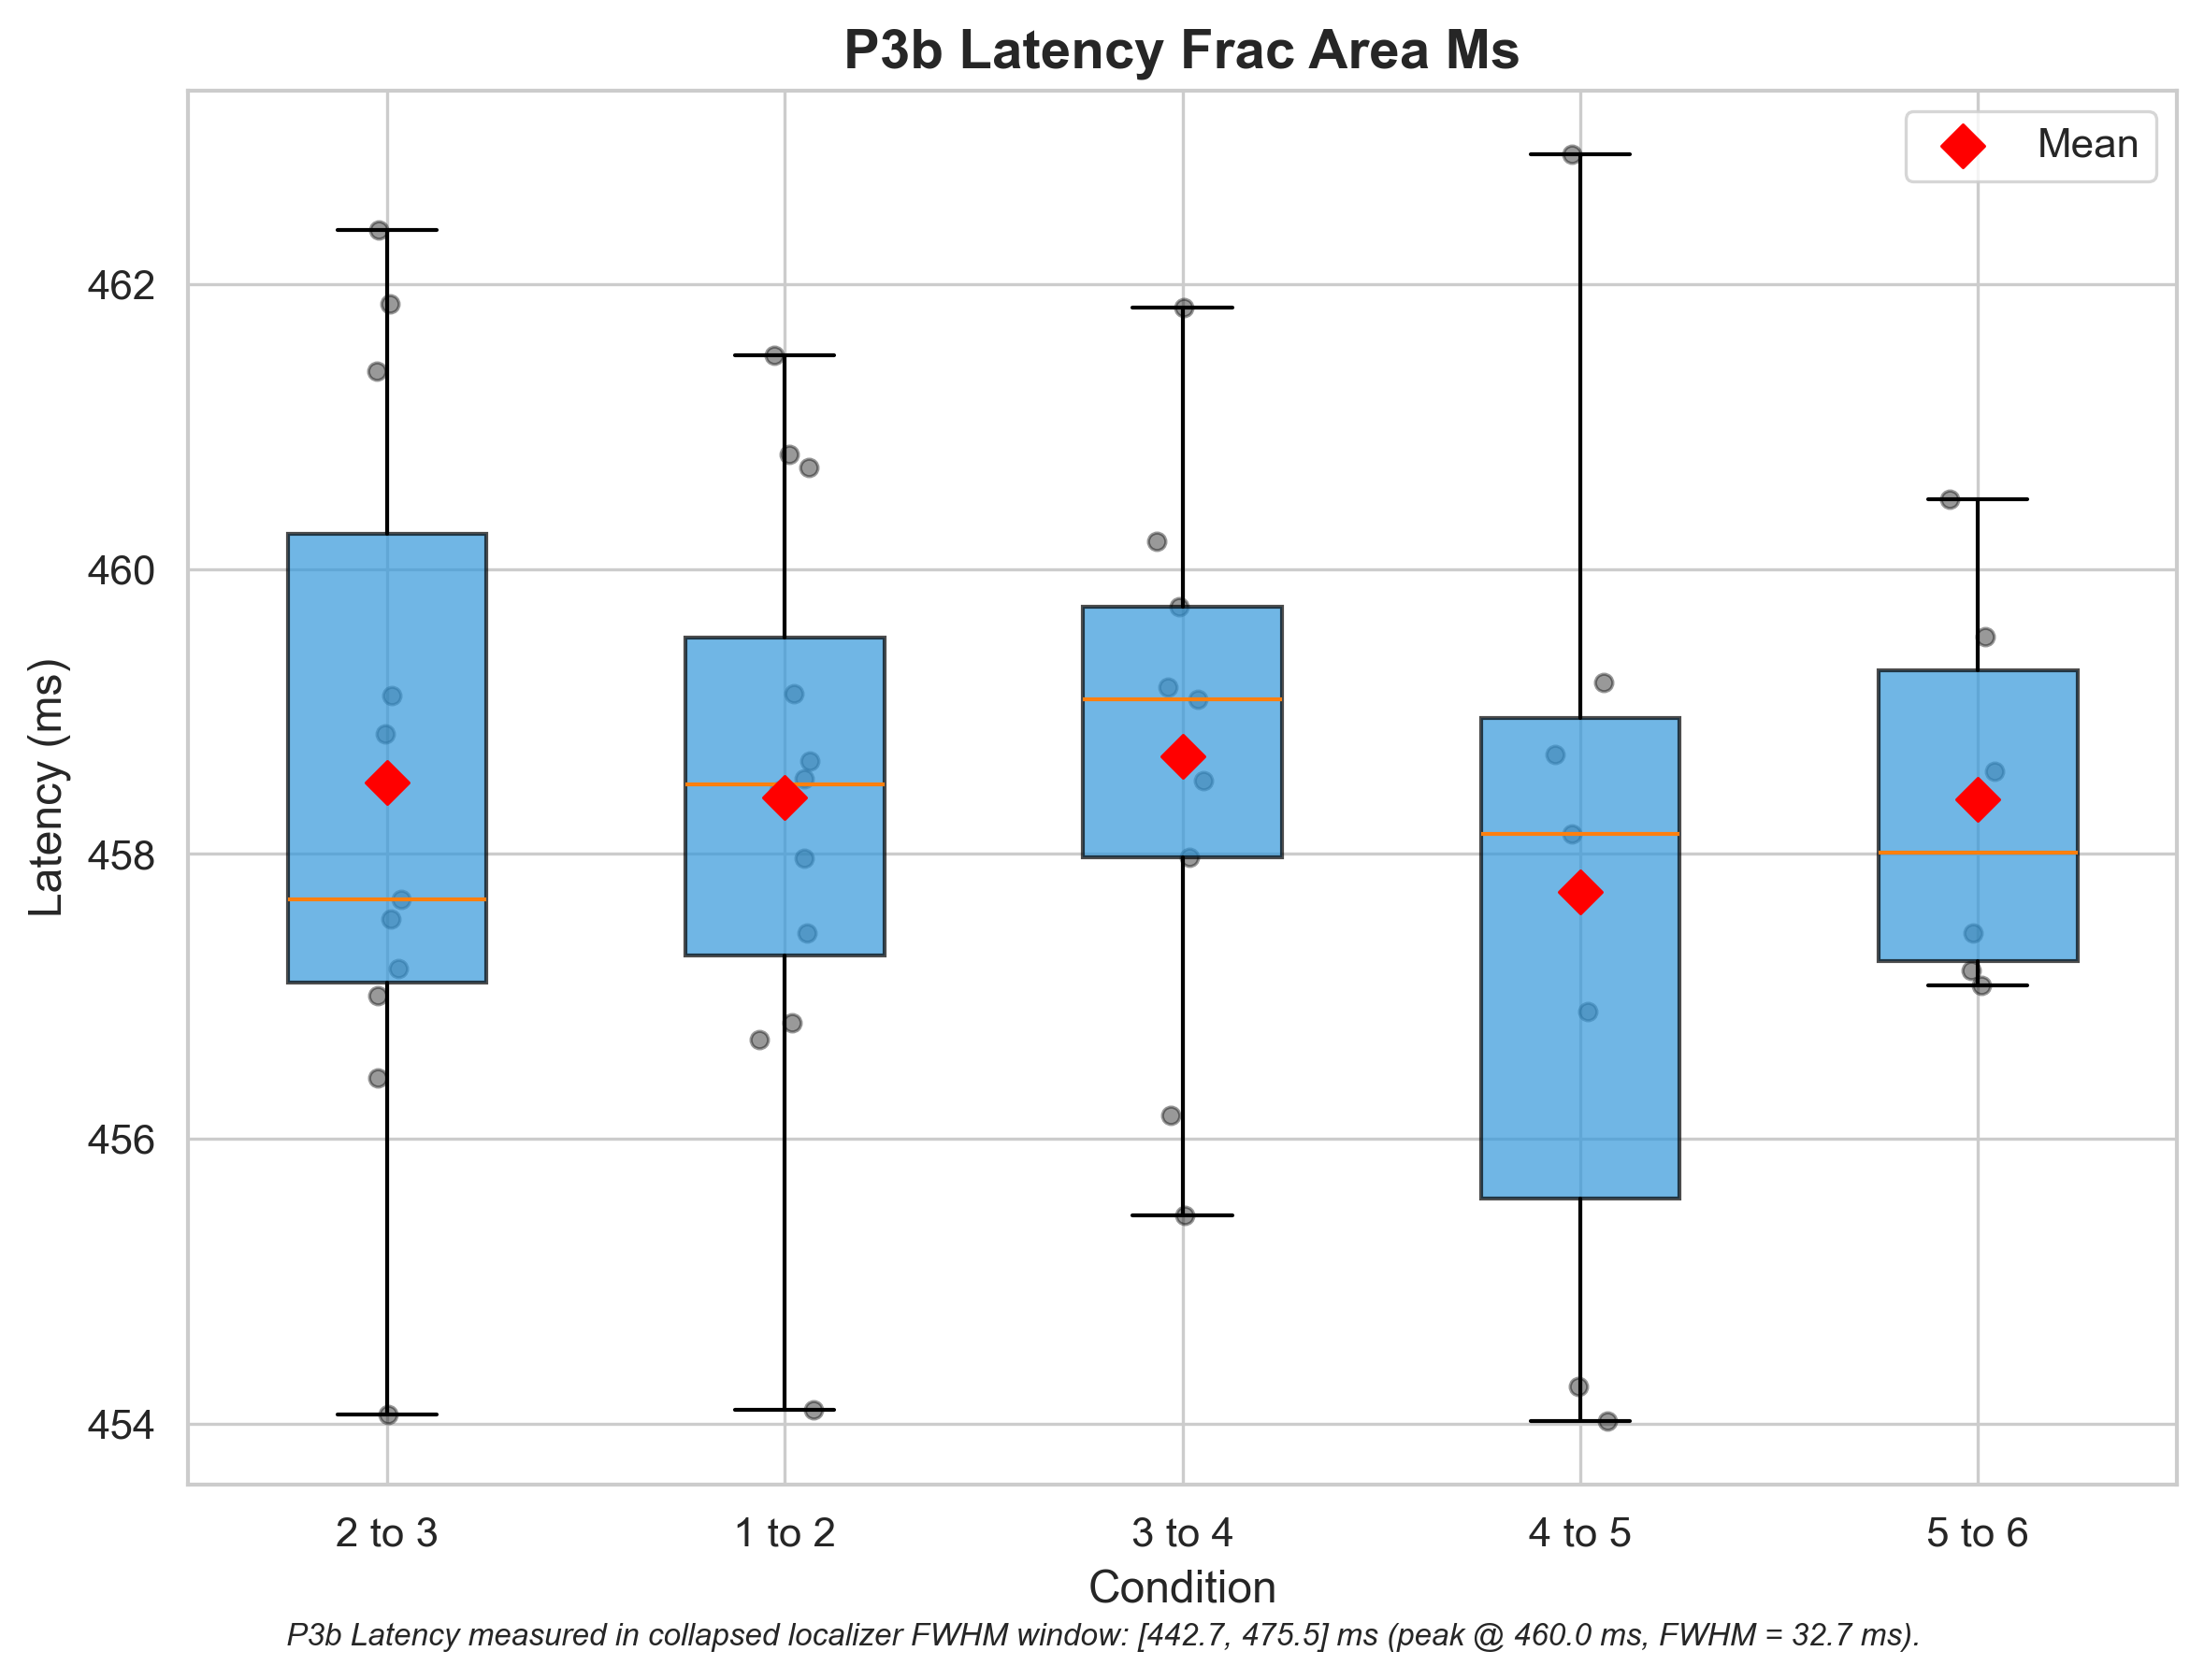 P3b Latency Frac Area Ms
Mean
Latency (ms)
462
460
458
456
454
2 to 3
1 to 2
3 to 4
4 to 5
5 to 6
Condition
P3b Latency measured in collapsed localizer FWHM window: [442.7, 475.5] ms (peak @ 460.0 ms, FWHM = 32.7 ms).